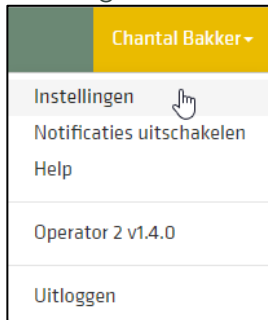 Chantal Bakker
Instellingen
Notificaties uitschakelen
Help
Operator 2 v1.4.0
Uitloggen